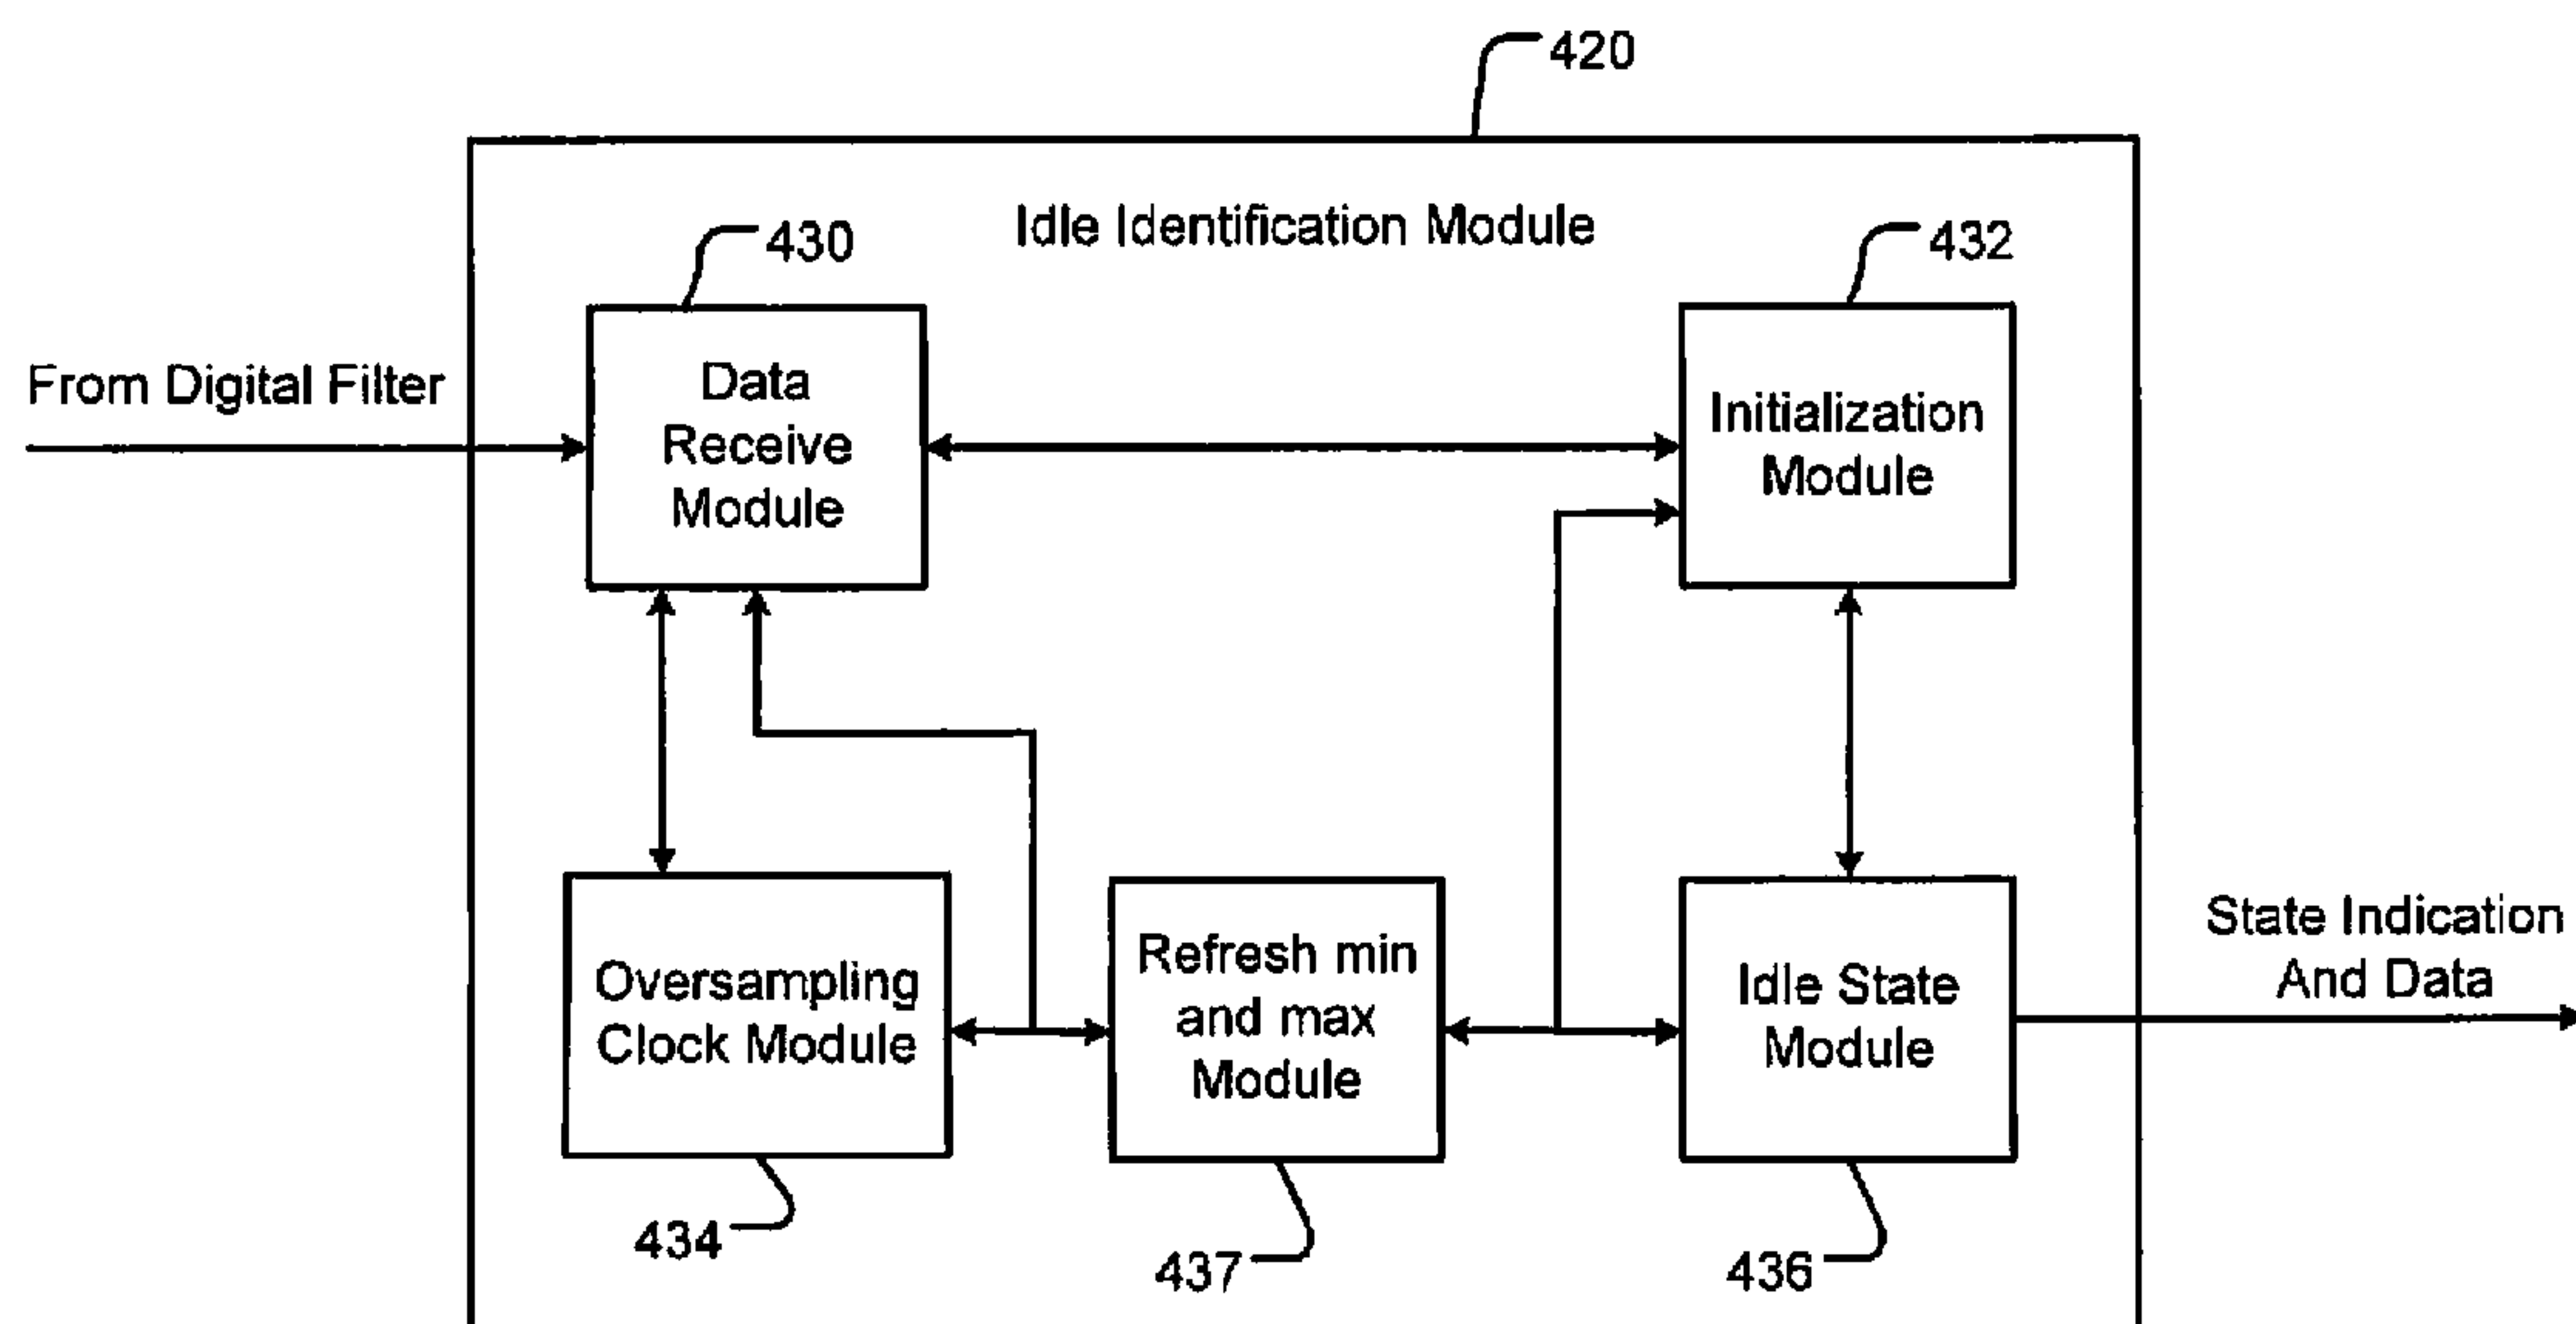 420
Idle Identification Module
430
432
From Digital Filter
Data
Receive
Module
Initialization
Module
Oversampling
Clock Module
Refresh min
and max
Module
Idle State
Module
State Indication
And Data
434
437
436